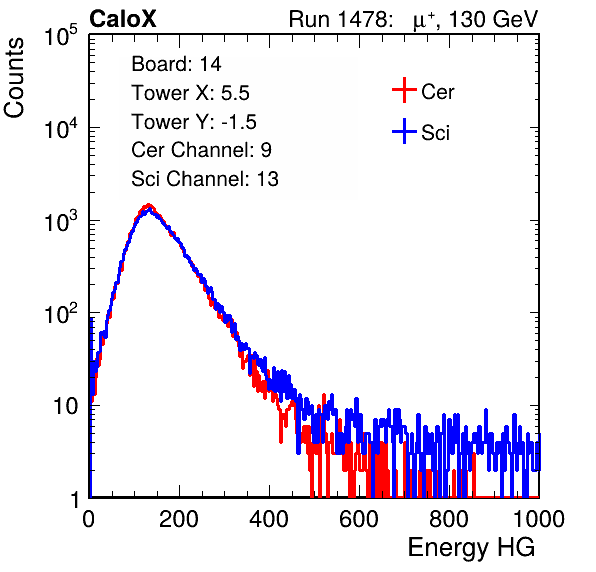 CaloX Run 1478: μ⁺, 130 GeV
Board: 14
Tower X: 5.5
Tower Y: -1.5
Cer Channel: 9
Sci Channel: 13
Cer
Sci
Counts
10⁵
10⁴
10³
10²
10
1
0 200 400 600 800 1000
Energy HG